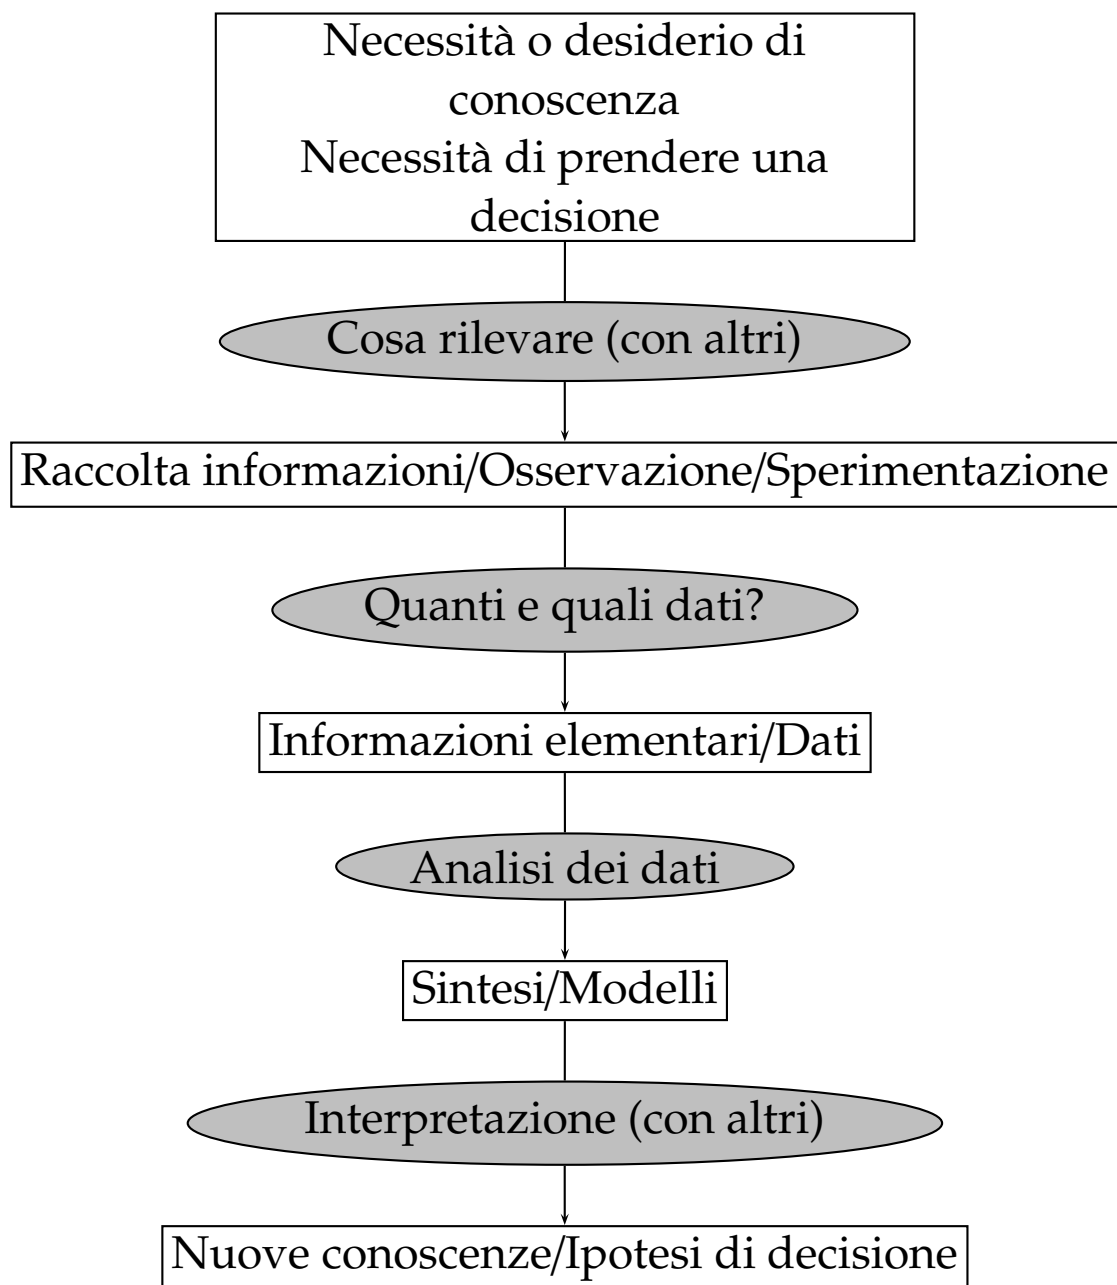 Necessità o desiderio di
conoscenza
Necessità di prendere una
decisione
Cosa rilevare (con altri)
Raccolta informazioni/Osservazione/Sperimentazione
Quanti e quali dati?
Informazioni elementari/Dati
Analisi dei dati
Sintesi/Modelli
Interpretazione (con altri)
Nuove conoscenze/Ipotesi di decisione